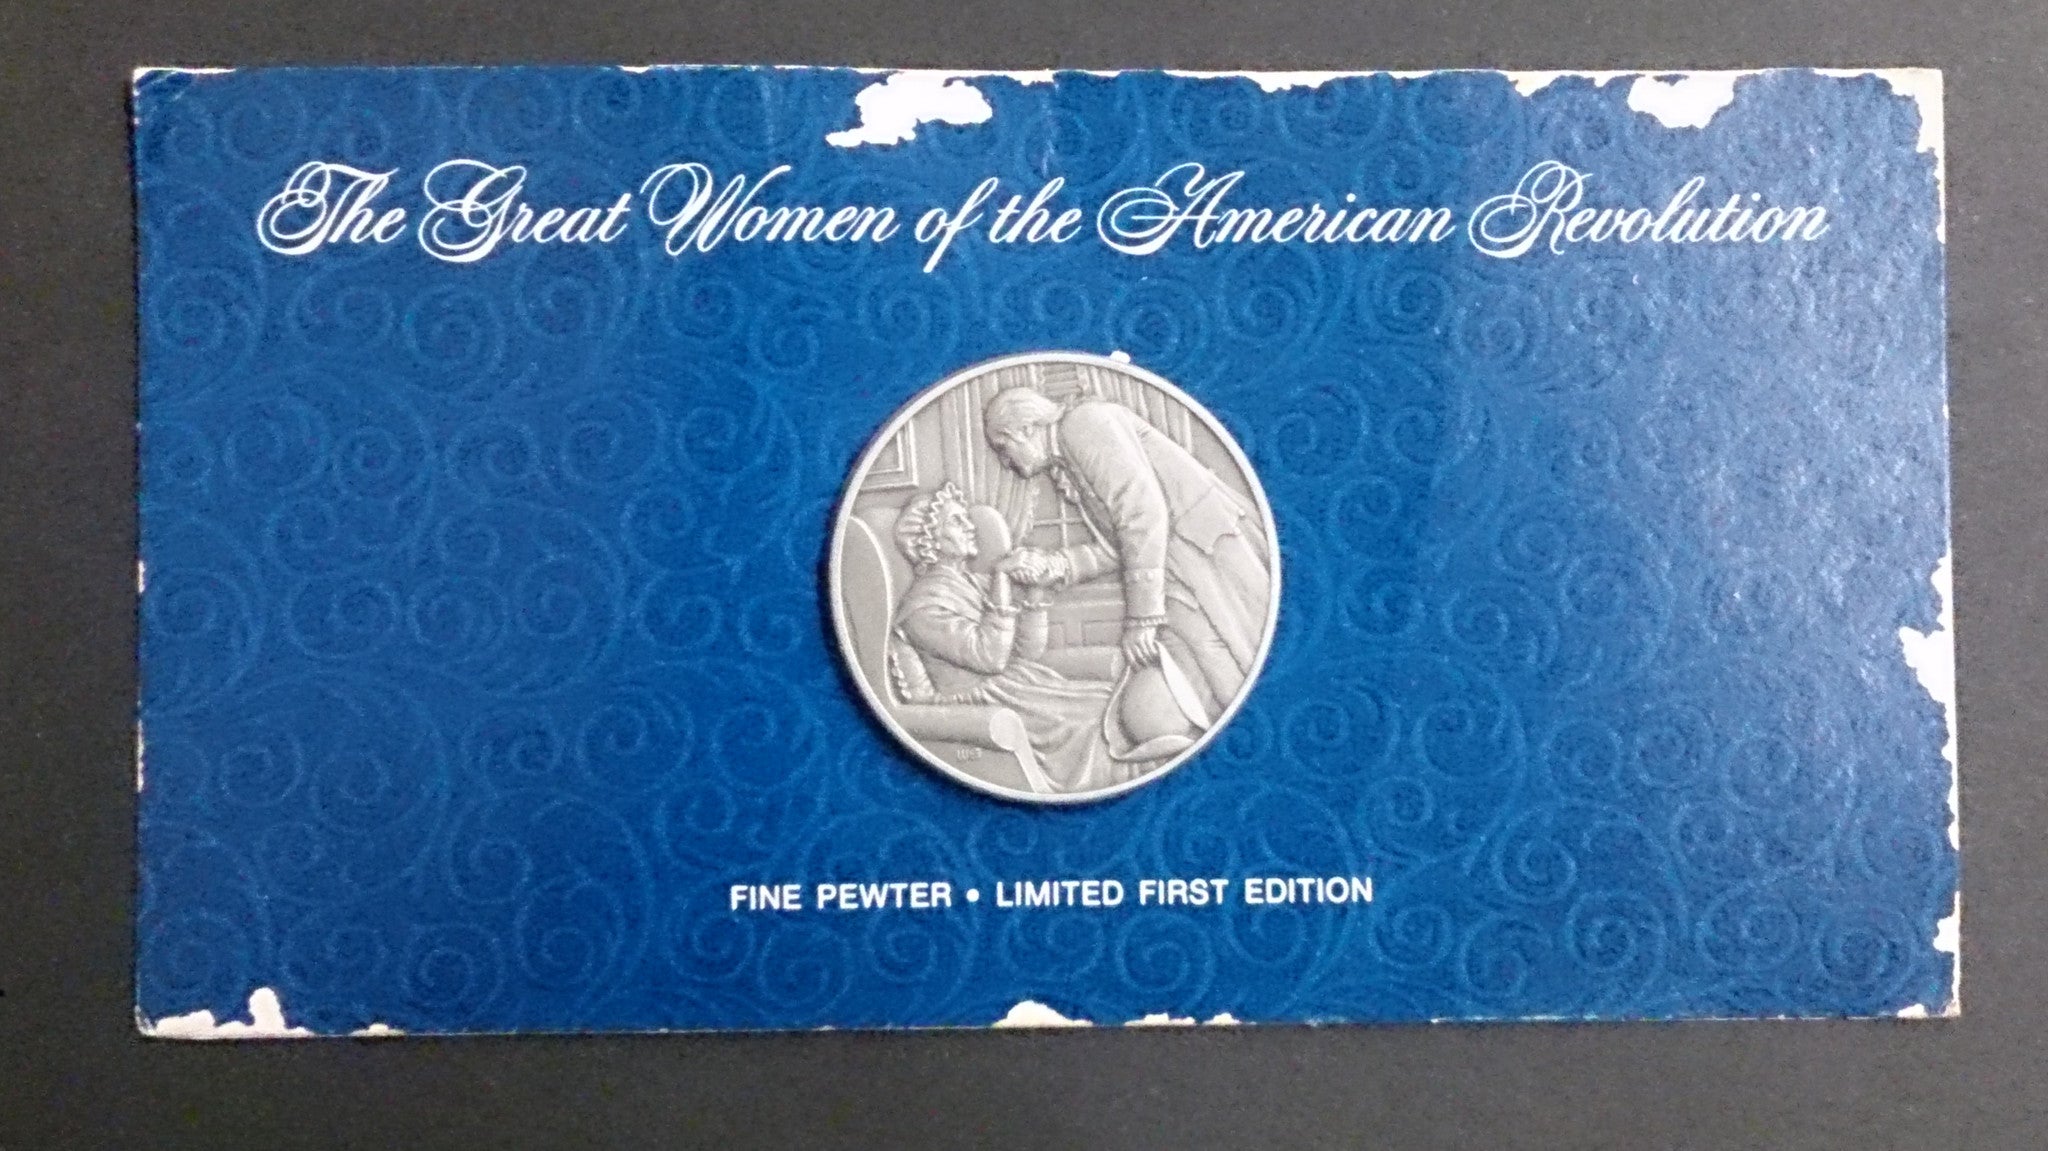 The Great Women of the American Revolution
FINE PEWTER • LIMITED FIRST EDITION